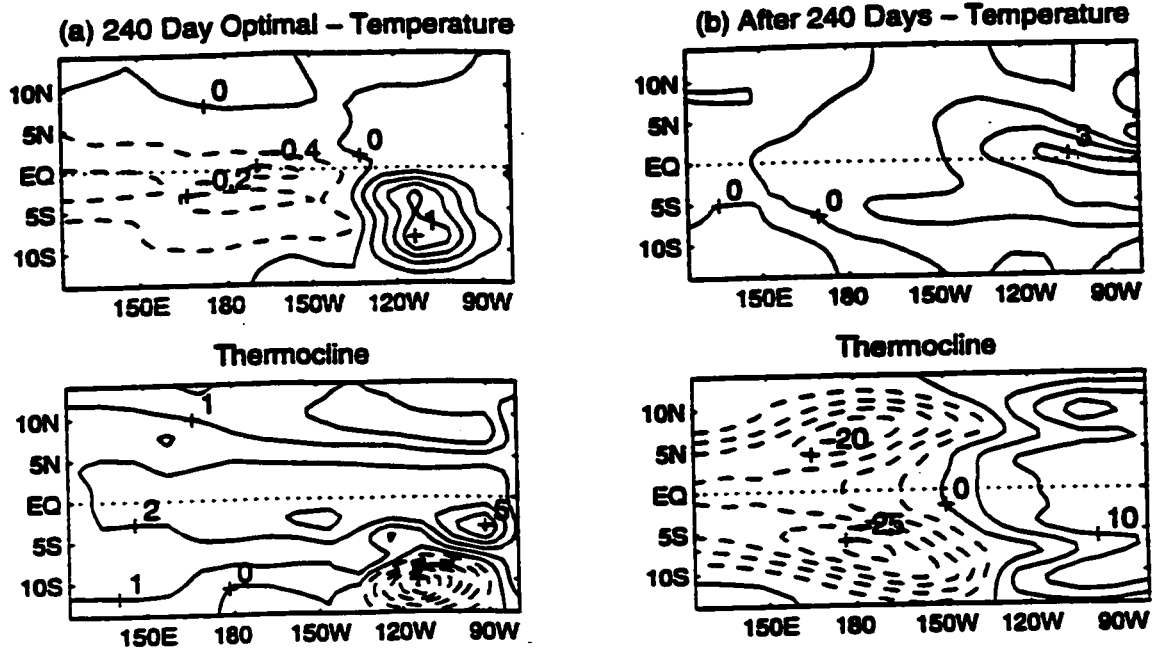 (a) 240 Day Optimal – Temperature
10N
5N
EQ
5S
10S
0
0
-0.4
-0.2
1
150E 180 150W 120W 90W
(b) After 240 Days – Temperature
10N
5N
EQ
5S
10S
3
0
0
150E 180 150W 120W 90W
Thermocline
10N
5N
EQ
5S
10S
1
2
6
1
0
150E 180 150W 120W 90W
Thermocline
10N
5N
EQ
5S
10S
-20
0
-25
10
150E 180 150W 120W 90W